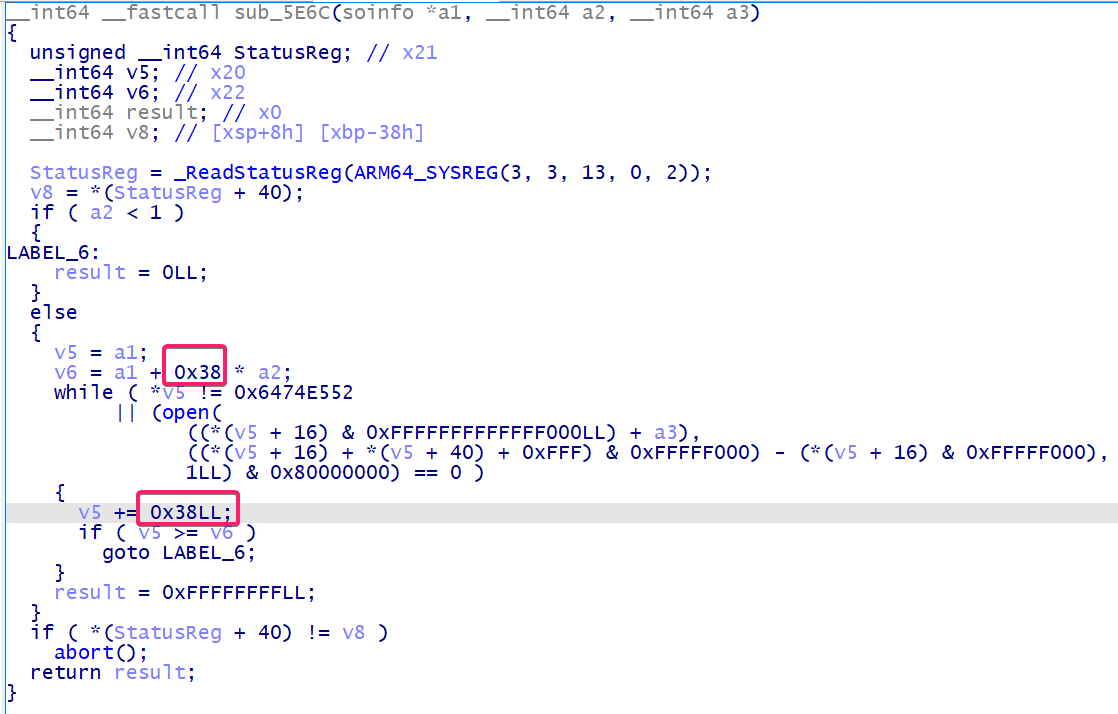 __int64 __fastcall sub_5E6C(soinfo *a1, __int64 a2, __int64 a3)
{
  unsigned __int64 StatusReg; // x21
  __int64 v5; // x20
  __int64 v6; // x22
  __int64 result; // x0
  __int64 v8; // [xsp+8h] [xbp-38h]

  StatusReg = _ReadStatusReg(ARM64_SYSREG(3, 3, 13, 0, 2));
  v8 = *(StatusReg + 40);
  if ( a2 < 1 )
  {
LABEL_6:
    result = 0LL;
  }
  else
  {
    v5 = a1;
    v6 = a1 + 0x38 * a2;
    while ( *v5 != 0x6474E552
         || (open(
               ((*(v5 + 16) & 0xFFFFFFFFFFFFF000LL) + a3),
               ((*(v5 + 16) + *(v5 + 40) + 0xFFF) & 0xFFFFF000) - (*(v5 + 16) & 0xFFFFF000),
               1LL) & 0x80000000) == 0 )
    {
      v5 += 0x38LL;
      if ( v5 >= v6 )
        goto LABEL_6;
    }
    result = 0xFFFFFFFFLL;
  }
  if ( *(StatusReg + 40) != v8 )
    abort();
  return result;
}